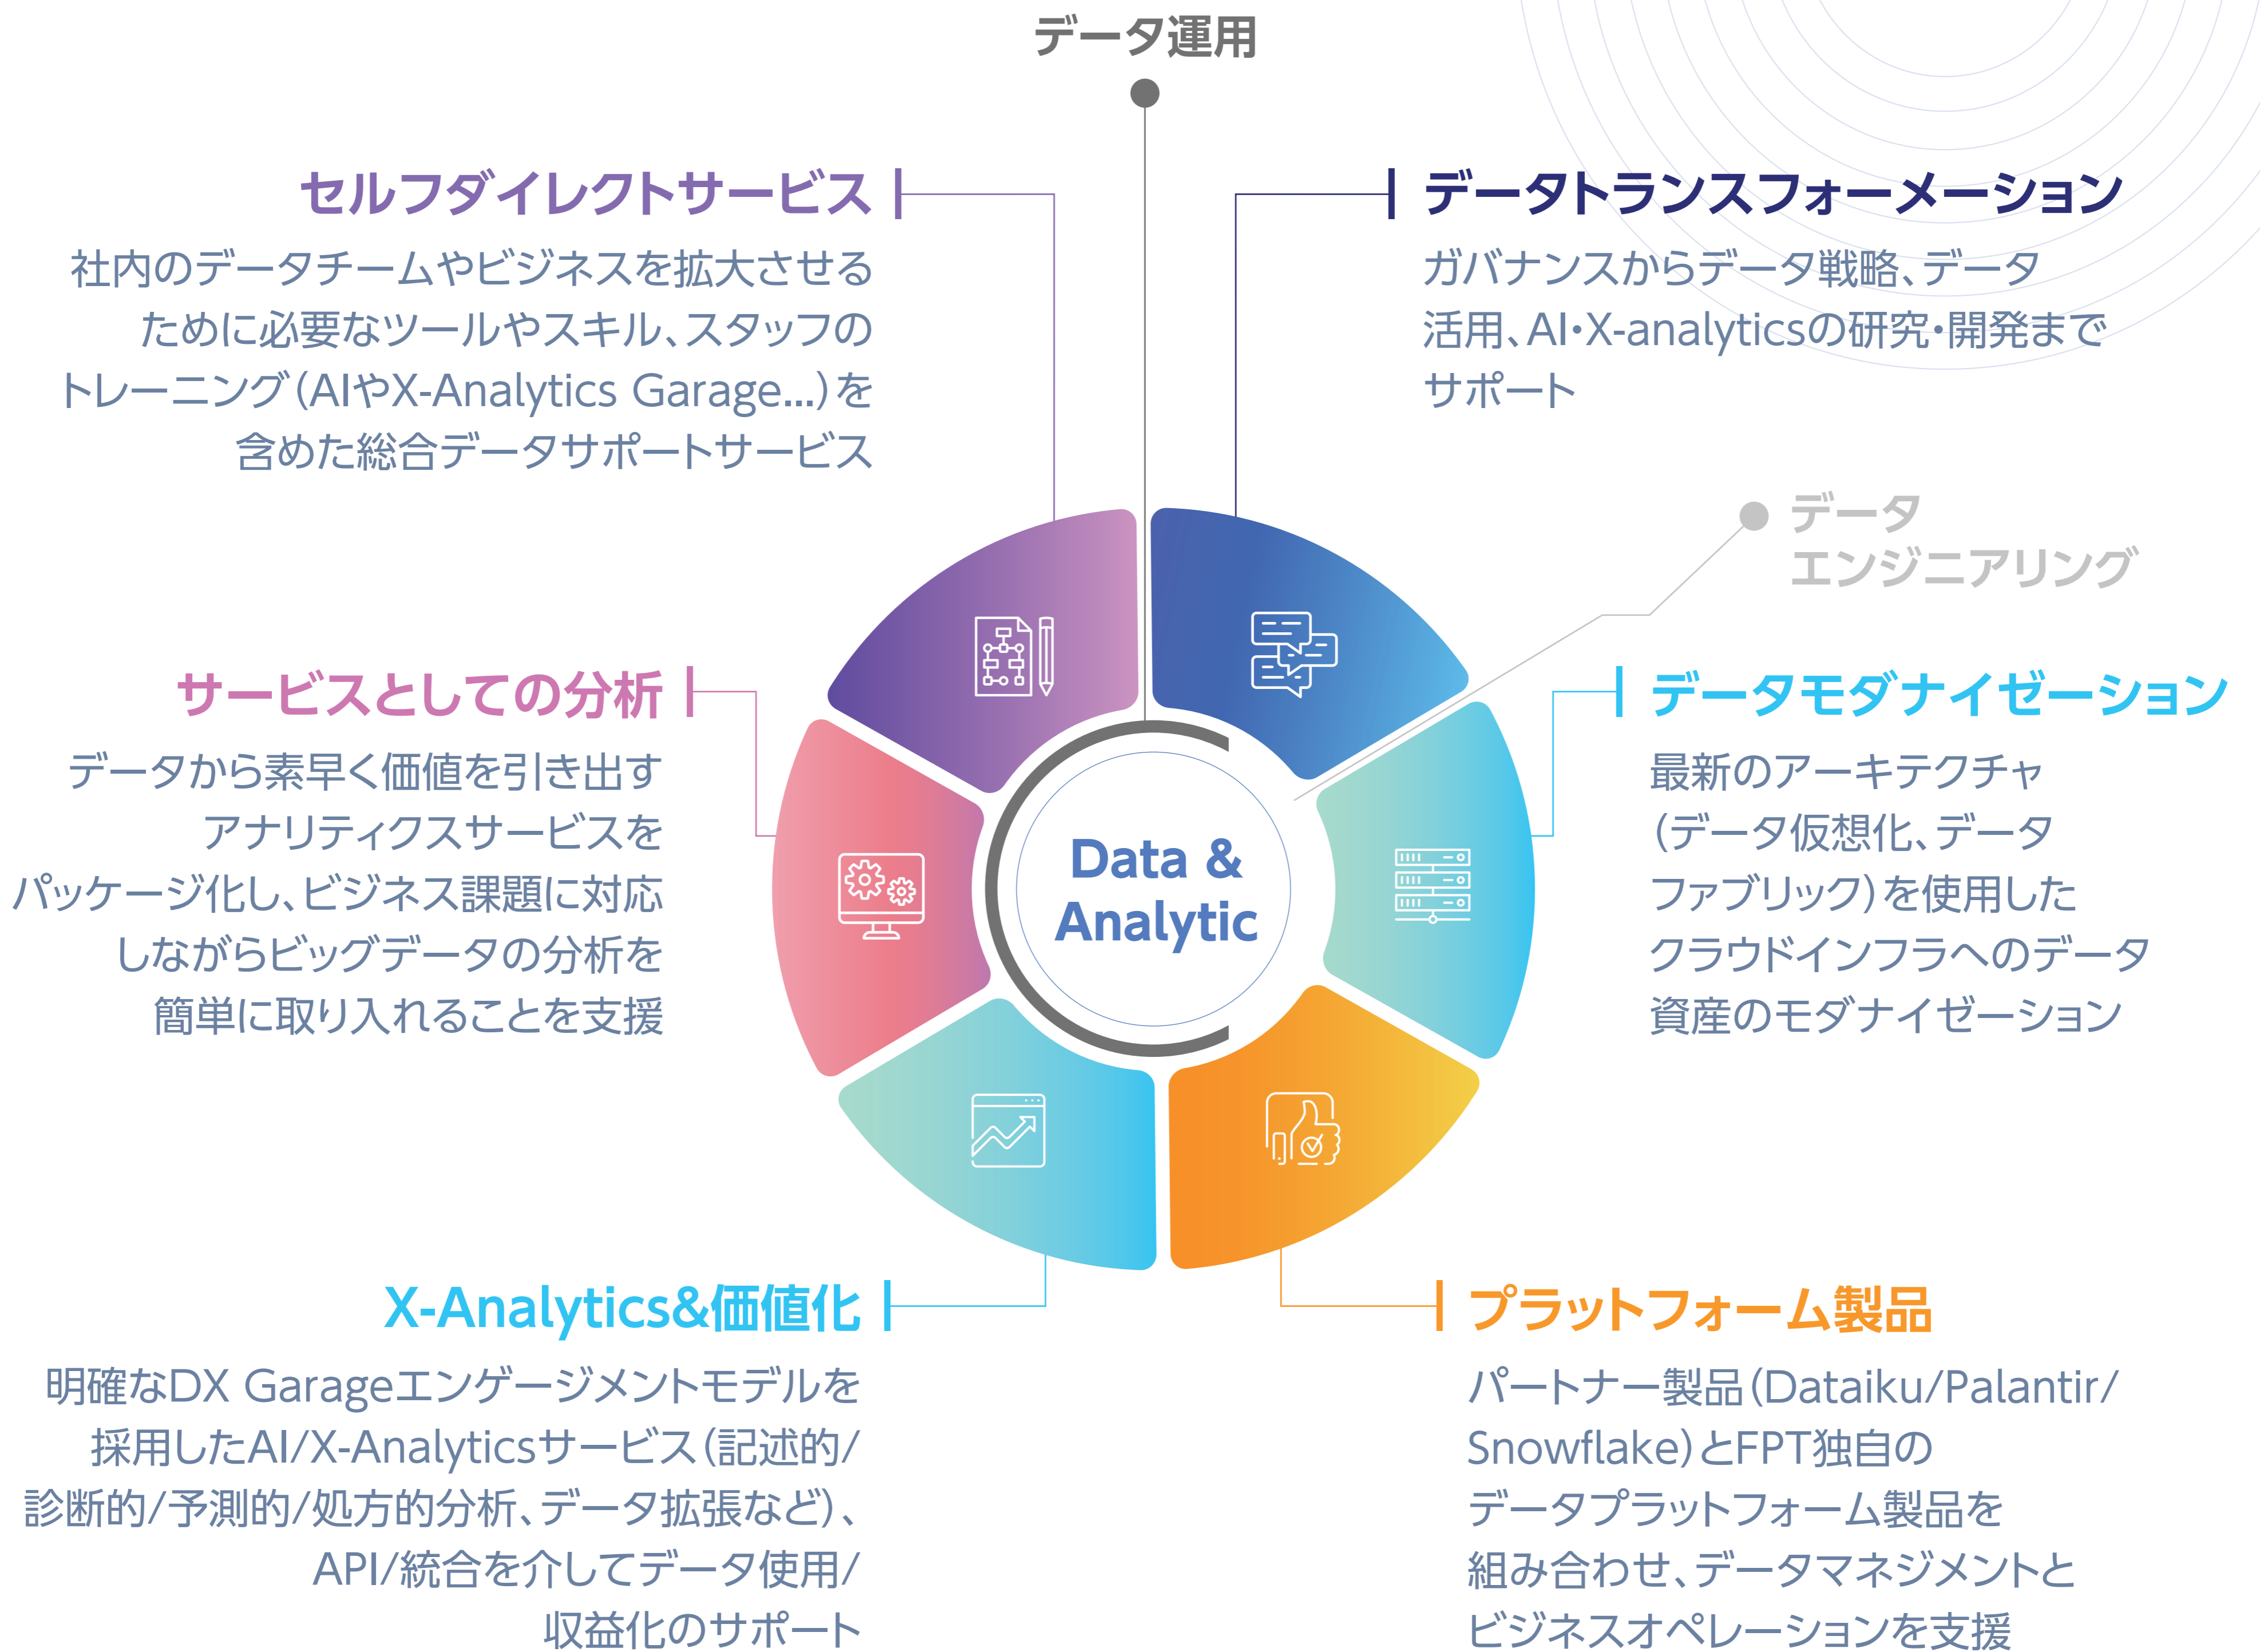 データ運用
セルフダイレクトサービス
社内のデータチームやビジネスを拡大させる
ために必要なツールやスキル、スタッフの
トレーニング（AIやX-Analytics Garage...）を
含めた総合データサポートサービス
データトランスフォーメーション
ガバナンスからデータ戦略、データ
活用、AI・X-analyticsの研究・開発まで
サポート
データ
エンジニアリング
サービスとしての分析
データから素早く価値を引き出す
アナリティクスサービスを
パッケージ化し、ビジネス課題に対応
しながらビッグデータの分析を
簡単に取り入れることを支援
Data &
Analytic
データモダナイゼーション
最新のアーキテクチャ
（データ仮想化、データ
ファブリック）を使用した
クラウドインフラへのデータ
資産のモダナイゼーション
X-Analytics&価値化
明確なDX Garageエンゲージメントモデルを
採用したAI/X-Analyticsサービス（記述的/
診断的/予測的/処方的分析、データ拡張など）、
API/統合を介してデータ使用/
収益化のサポート
プラットフォーム製品
パートナー製品（Dataiku/Palantir/
Snowflake）とFPT独自の
データプラットフォーム製品を
組み合わせ、データマネジメントと
ビジネスオペレーションを支援